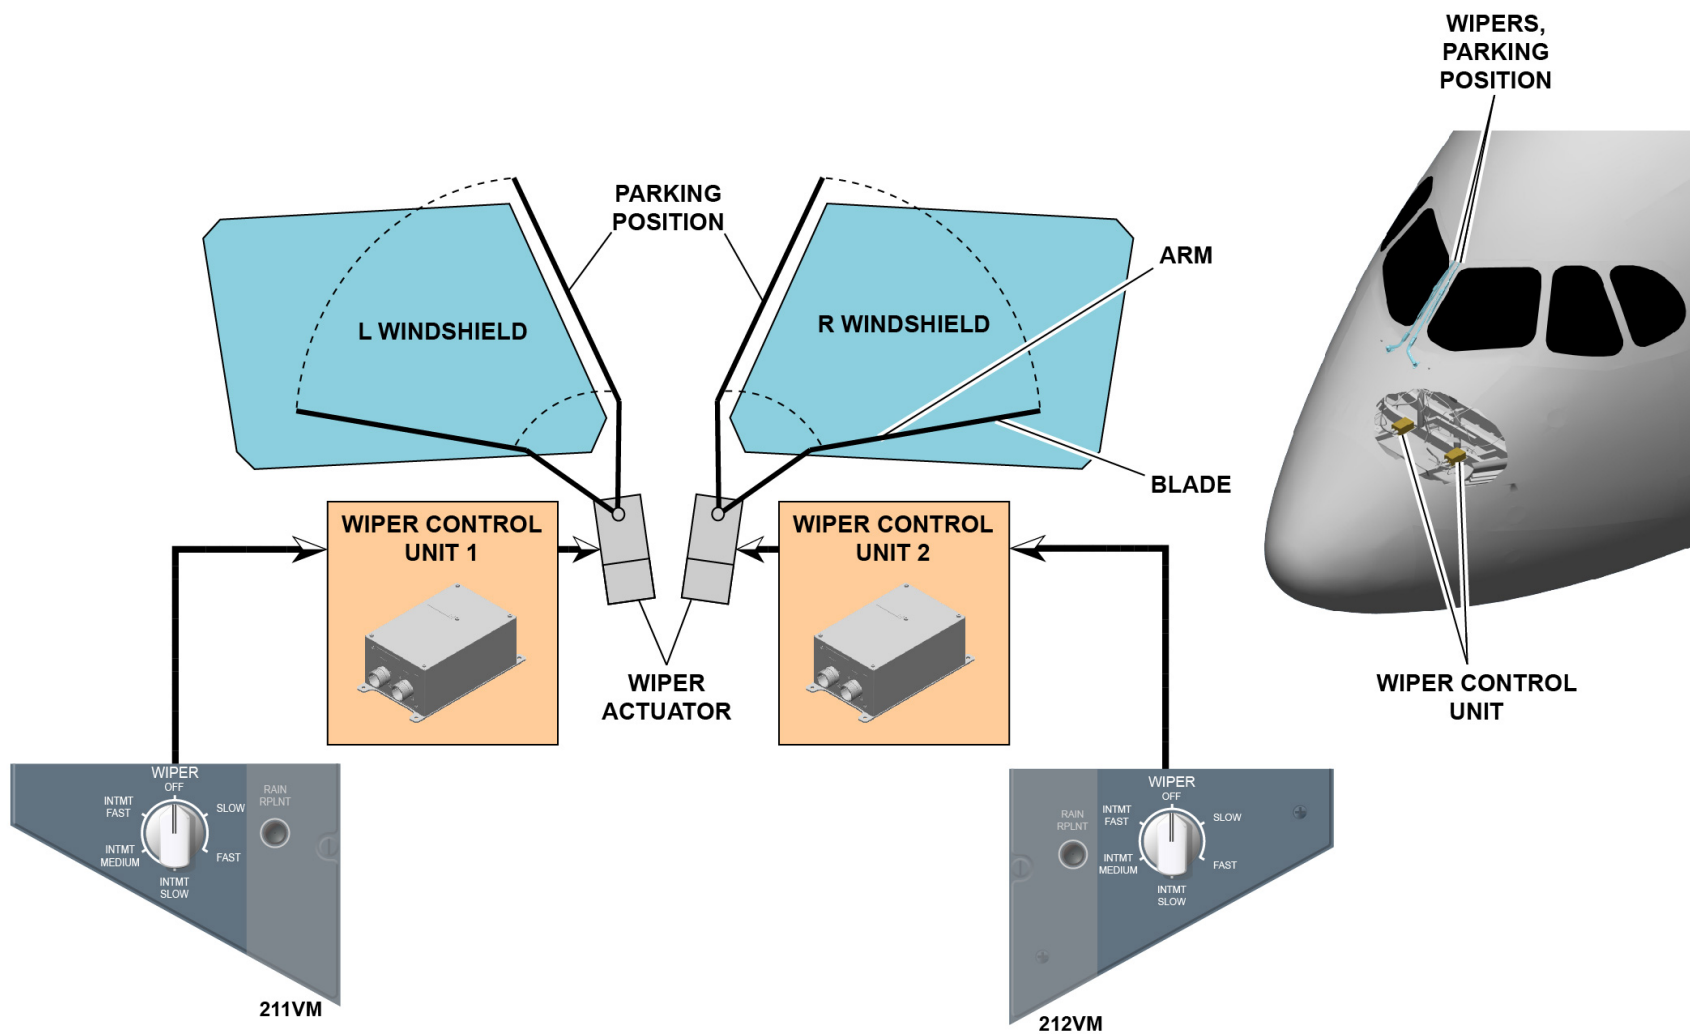 WIPERS,
PARKING
POSITION
PARKING
POSITION
ARM
L WINDSHIELD
R WINDSHIELD
BLADE
WIPER CONTROL
UNIT 1
WIPER CONTROL
UNIT 2
WIPER
ACTUATOR
WIPER CONTROL
UNIT
WIPER
OFF
INTMT
FAST
SLOW
INTMT
MEDIUM
FAST
INTMT
SLOW
RAIN
RPLNT
211VM
WIPER
OFF
INTMT
FAST
SLOW
RAIN
RPLNT
INTMT
MEDIUM
FAST
INTMT
SLOW
212VM